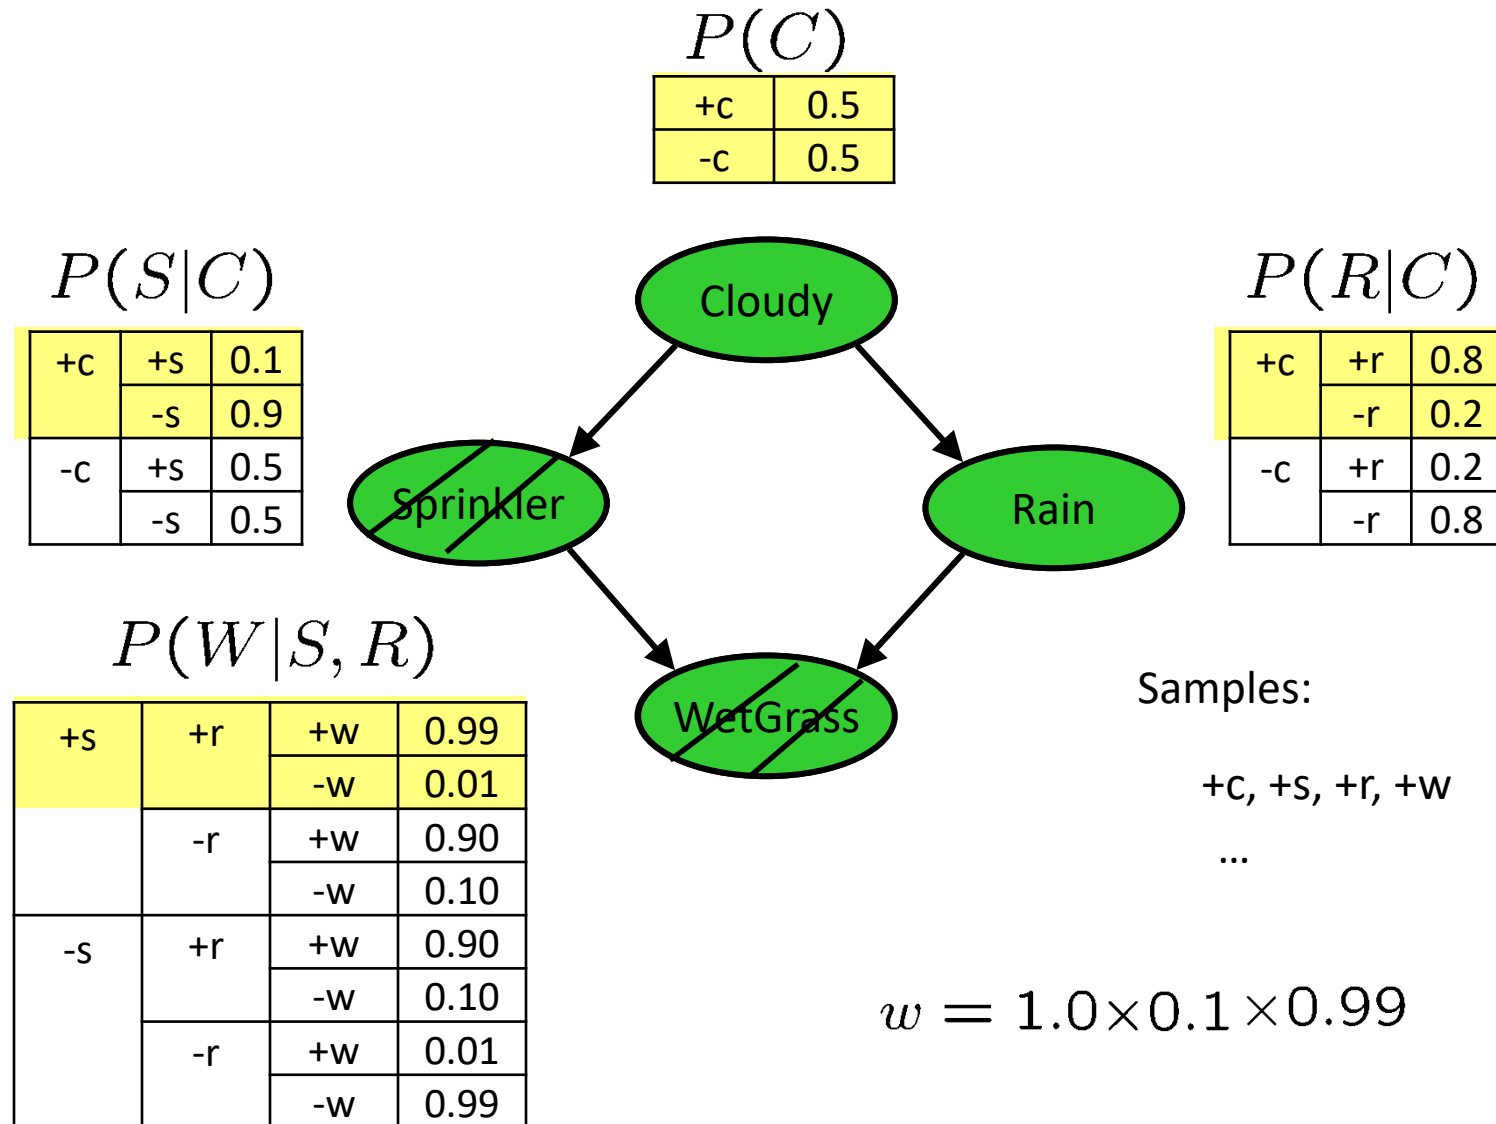 P(C)
+c 0.5
-c 0.5
P(S|C)
+c +s 0.1
-s 0.9
-c +s 0.5
-s 0.5
Cloudy
P(R|C)
+c +r 0.8
-r 0.2
-c +r 0.2
-r 0.8
Sprinkler
Rain
P(W|S, R)
+s +r +w 0.99
-w 0.01
-r +w 0.90
-w 0.10
-s +r +w 0.90
-w 0.10
-r +w 0.01
-w 0.99
WetGrass
Samples:
+c, +s, +r, +w
...
w = 1.0×0.1×0.99